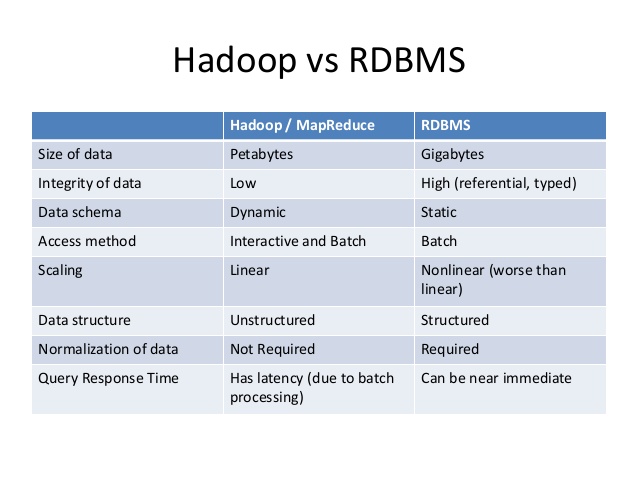 Hadoop vs RDBMS
Hadoop / MapReduce RDBMS
Size of data Petabytes Gigabytes
Integrity of data Low High (referential, typed)
Data schema Dynamic Static
Access method Interactive and Batch Batch
Scaling Linear Nonlinear (worse than
linear)
Data structure Unstructured Structured
Normalization of data Not Required Required
Query Response Time Has latency (due to batch Can be near immediate
processing)